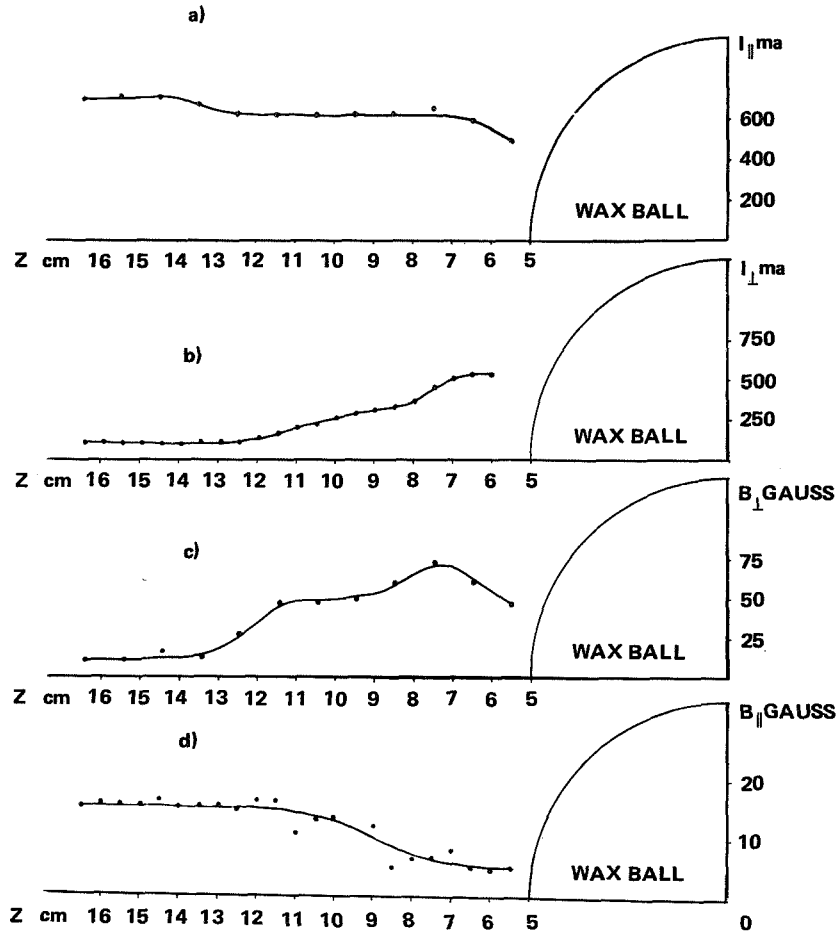 a)
I∥ma
600
400
200
WAX BALL
Z cm 16 15 14 13 12 11 10 9 8 7 6 5
I⊥ma
b)
750
500
250
WAX BALL
Z cm 16 15 14 13 12 11 10 9 8 7 6 5
B⊥GAUSS
c)
75
50
25
WAX BALL
Z cm 16 15 14 13 12 11 10 9 8 7 6 5
B∥GAUSS
d)
20
10
WAX BALL
Z cm 16 15 14 13 12 11 10 9 8 7 6 5 0